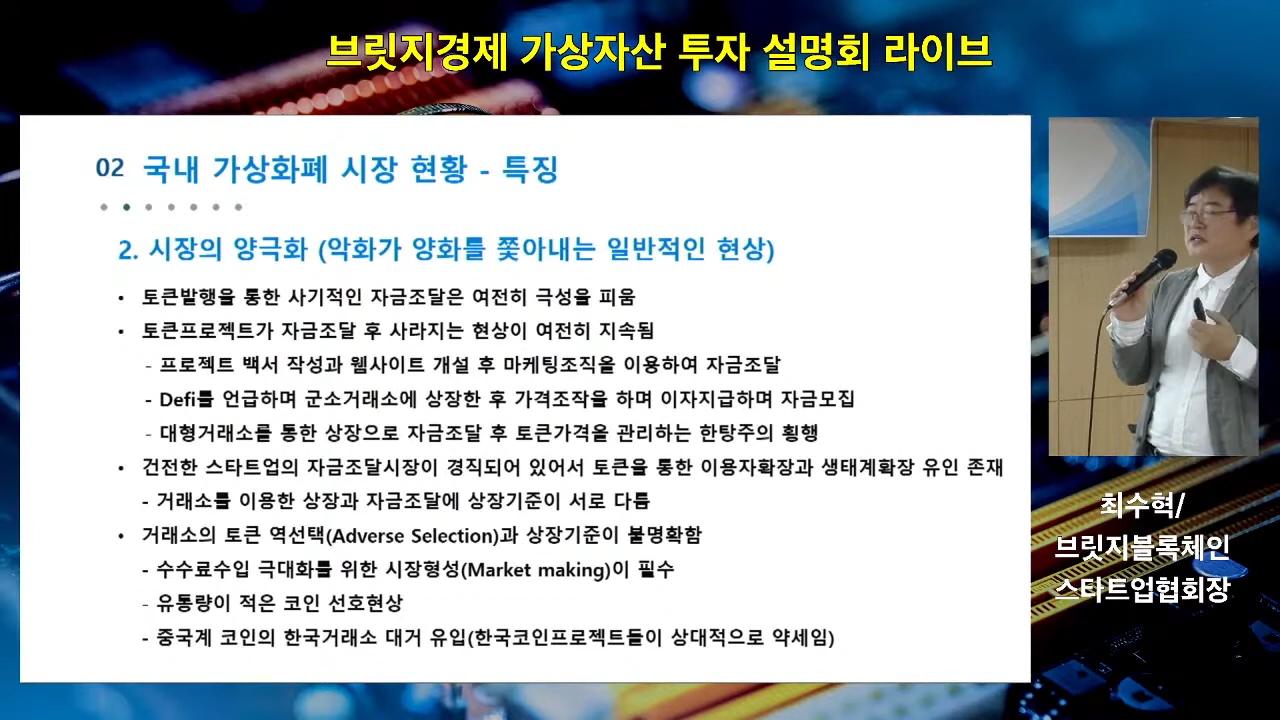 브릿지경제 가상자산 투자 설명회 라이브
02 국내 가상화폐 시장 현황 - 특징
2. 시장의 양극화 (악화가 양화를 쫓아내는 일반적인 현상)
• 토큰발행을 통한 사기적인 자금조달은 여전히 극성을 피움
• 토큰프로젝트가 자금조달 후 사라지는 현상이 여전히 지속됨
- 프로젝트 백서 작성과 웹사이트 개설 후 마케팅조직을 이용하여 자금조달
- Defi를 언급하며 군소거래소에 상장한 후 가격조작을 하며 이자지급하며 자금모집
- 대형거래소를 통한 상장으로 자금조달 후 토큰가격을 관리하는 한탕주의 횡행
• 건전한 스타트업의 자금조달시장이 경직되어 있어서 토큰을 통한 이용자확장과 생태계확장 유인 존재
- 거래소를 이용한 상장과 자금조달에 상장기준이 서로 다름
• 거래소의 토큰 역선택(Adverse Selection)과 상장기준이 불명확함
- 수수료수입 극대화를 위한 시장형성(Market making)이 필수
- 유통량이 적은 코인 선호현상
- 중국계 코인의 한국거래소 대거 유입(한국코인프로젝트들이 상대적으로 약세임)
최수혁/
브릿지블록체인
스타트업협회장